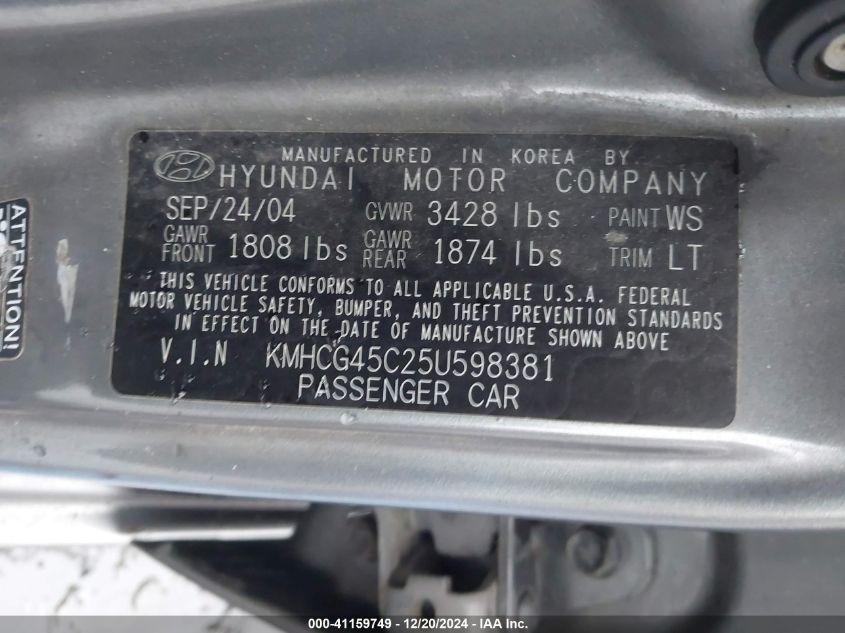 MANUFACTURED IN KOREA BY
HYUNDAI MOTOR COMPANY
SEP/24/04 GVWR 3428 lbs PAINT WS
GAWR FRONT 1808 lbs GAWR REAR 1874 lbs TRIM LT
THIS VEHICLE CONFORMS TO ALL APPLICABLE U.S.A. FEDERAL
MOTOR VEHICLE SAFETY, BUMPER, AND THEFT PREVENTION STANDARDS
IN EFFECT ON THE DATE OF MANUFACTURE SHOWN ABOVE
V.I.N KMHCG45C25U598381
PASSENGER CAR
ATTENTION!
000-41159749 - 12/20/2024 - IAA Inc.